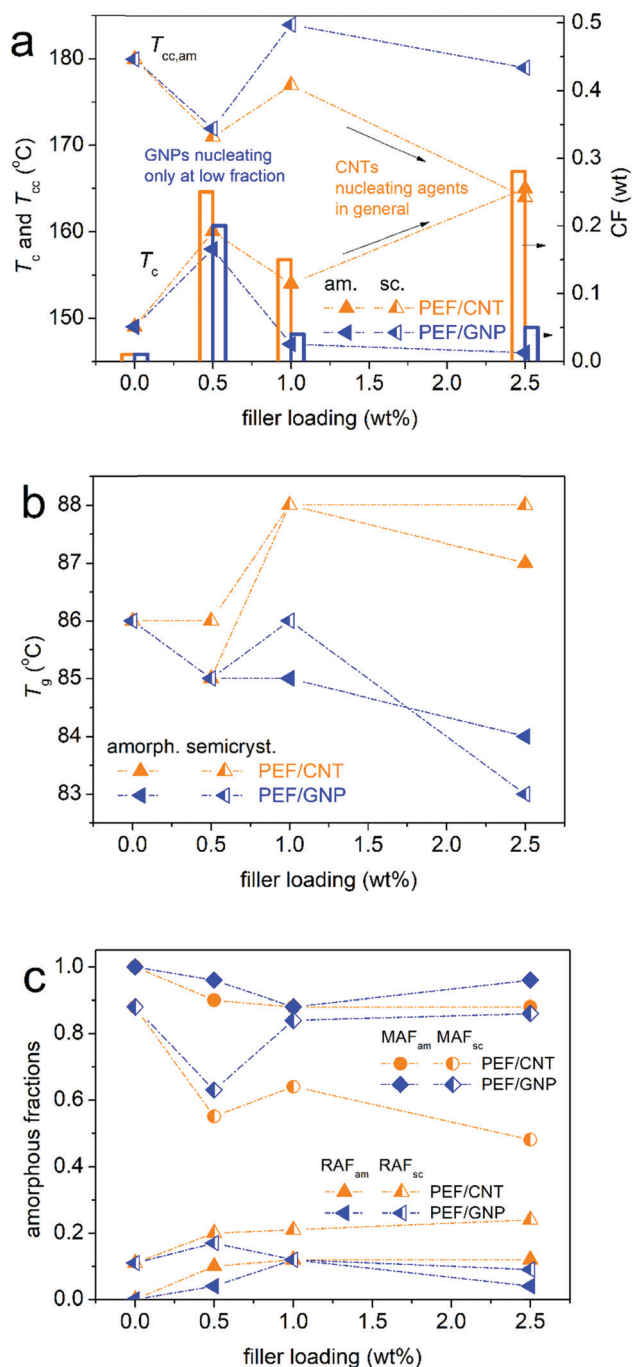 a
T_cc,am
180
170
160
150
T_c and T_cc (°C)
0.5
0.4
0.3
0.2
0.1
0.0
CF (wt)
GNPs nucleating
only at low fraction
CNTs
nucleating agents
in general
T_c
am. sc.
PEF/CNT
PEF/GNP
0.0 0.5 1.0 1.5 2.0 2.5
filler loading (wt%)
b
88
87
86
85
84
83
T_g (°C)
amorph. semicryst.
PEF/CNT
PEF/GNP
0.0 0.5 1.0 1.5 2.0 2.5
filler loading (wt%)
c
1.0
0.8
0.6
0.4
0.2
0.0
amorphous fractions
MAF_am MAF_sc
PEF/CNT
PEF/GNP
RAF_am RAF_sc
PEF/CNT
PEF/GNP
0.0 0.5 1.0 1.5 2.0 2.5
filler loading (wt%)